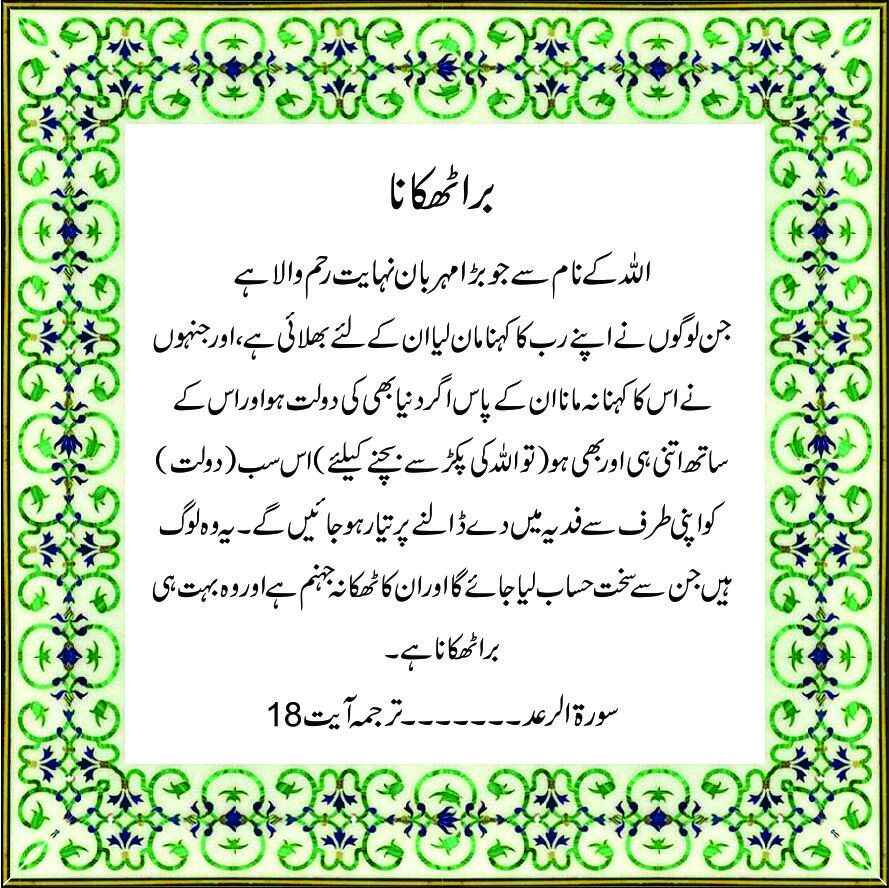 برا ٹھکانا
اللہ کے نام سے جو بڑا مہربان نہایت رحم والا ہے
جن لوگوں نے اپنے رب کا کہنا مان لیا ان کے لئے بھلائی ہے، اور جنہوں
نے اس کا کہنا نہ مانا ان کے پاس اگر دنیا بھی کی دولت ہو اور اس کے
ساتھ اتنی ہی اور بھی ہو (تو اللہ کی پکڑ سے بچنے کیلئے) اس سب (دولت)
کو اپنی طرف سے فدیہ میں دے ڈالنے پر تیار ہو جائیں گے۔ یہ وہ لوگ
ہیں جن سے سخت حساب لیا جائے گا اور ان کا ٹھکانہ جہنم ہے اور وہ بہت ہی
برا ٹھکانا ہے۔
سورۃ الرعد ۔۔۔۔۔۔۔ ترجمہ آیت 18